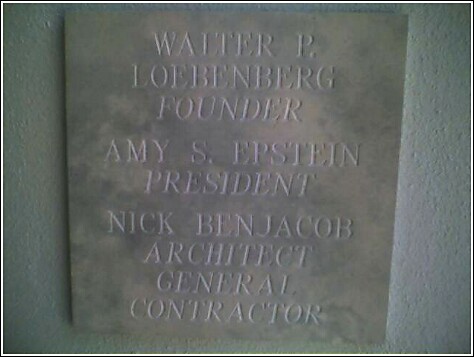 WALTER P.
LOEBENBERG
FOUNDER
AMY S. EPSTEIN
PRESIDENT
NICK BENJACOB
ARCHITECT
GENERAL
CONTRACTOR